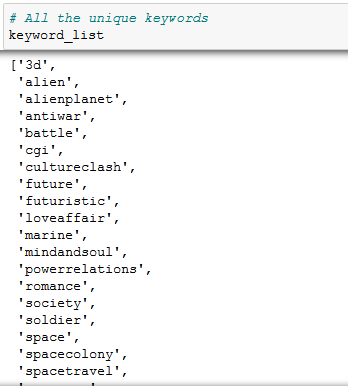 # All the unique keywords
keyword_list
['3d',
'alien',
'alienplanet',
'antiwar',
'battle',
'cgi',
'cultureclash',
'future',
'futuristic',
'loveaffair',
'marine',
'mindandsoul',
'powerrelations',
'romance',
'society',
'soldier',
'space',
'spacecolony',
'spacetravel',